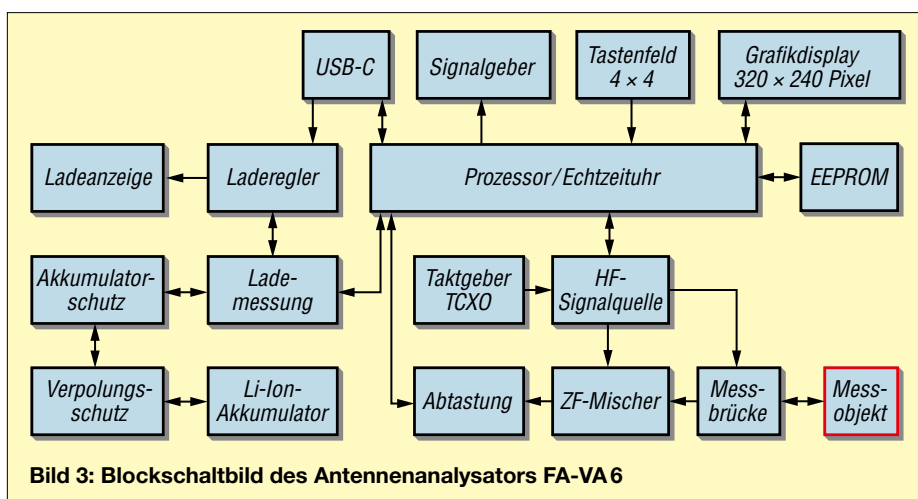 USB-C
Signalgeber
Tastenfeld
4 × 4
Grafikdisplay
320 × 240 Pixel
Ladeanzeige
Laderegler
Prozessor/Echtzeituhr
EEPROM
Akkumulator-
schutz
Lade-
messung
Taktgeber
TCXO
HF-
Signalquelle
Verpolungs-
schutz
Li-Ion-
Akkumulator
Abtastung
ZF-Mischer
Mess-
brücke
Mess-
objekt
Bild 3: Blockschaltbild des Antennenanalysators FA-VA 6